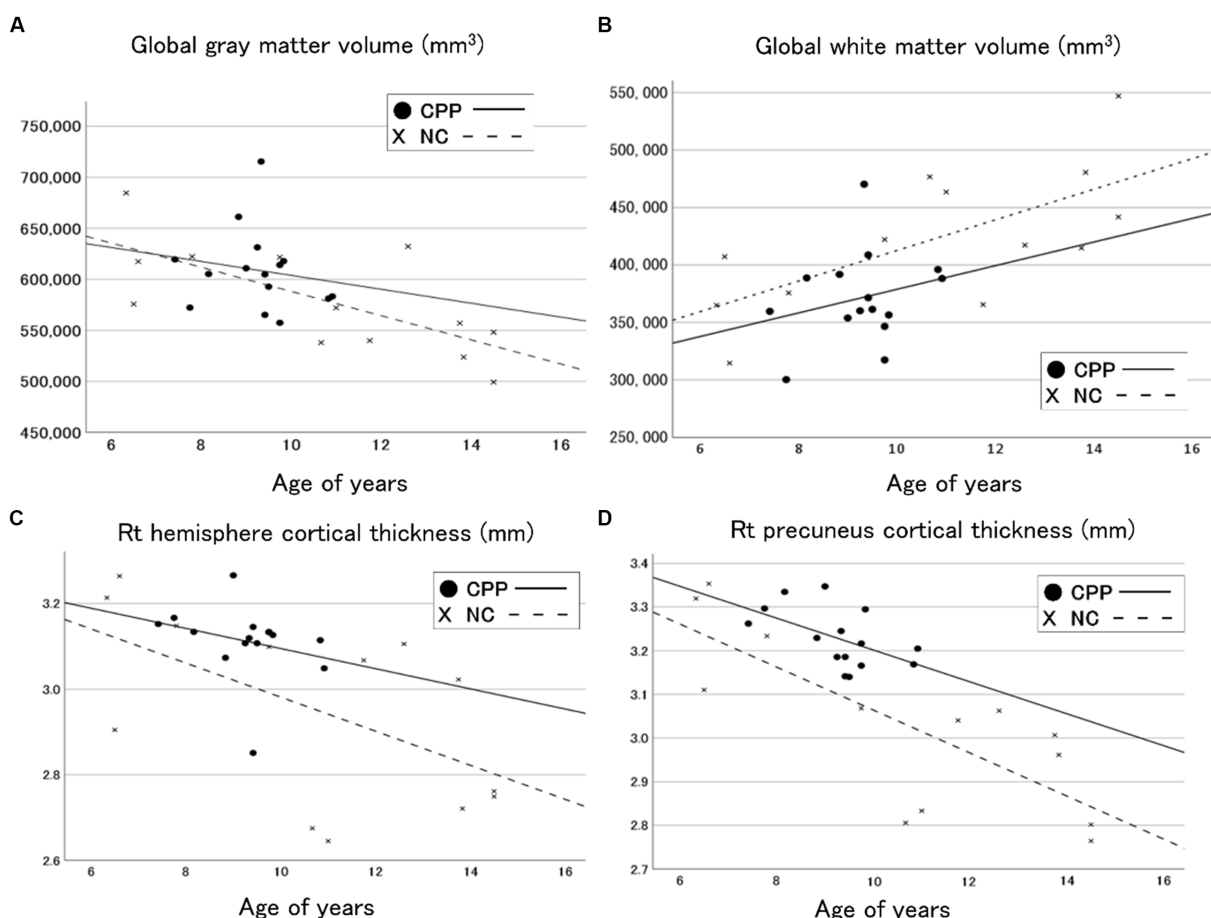 A
Global gray matter volume (mm³)
CPP
X NC
750,000
700,000
650,000
600,000
550,000
500,000
450,000
6 8 10 12 14 16
Age of years
B
Global white matter volume (mm³)
550,000
500,000
450,000
400,000
350,000
300,000
250,000
CPP
X NC
6 8 10 12 14 16
Age of years
C
Rt hemisphere cortical thickness (mm)
CPP
X NC
3.2
3.0
2.8
2.6
6 8 10 12 14 16
Age of years
D
Rt precuneus cortical thickness (mm)
CPP
X NC
3.4
3.3
3.2
3.1
3.0
2.9
2.8
2.7
6 8 10 12 14 16
Age of years